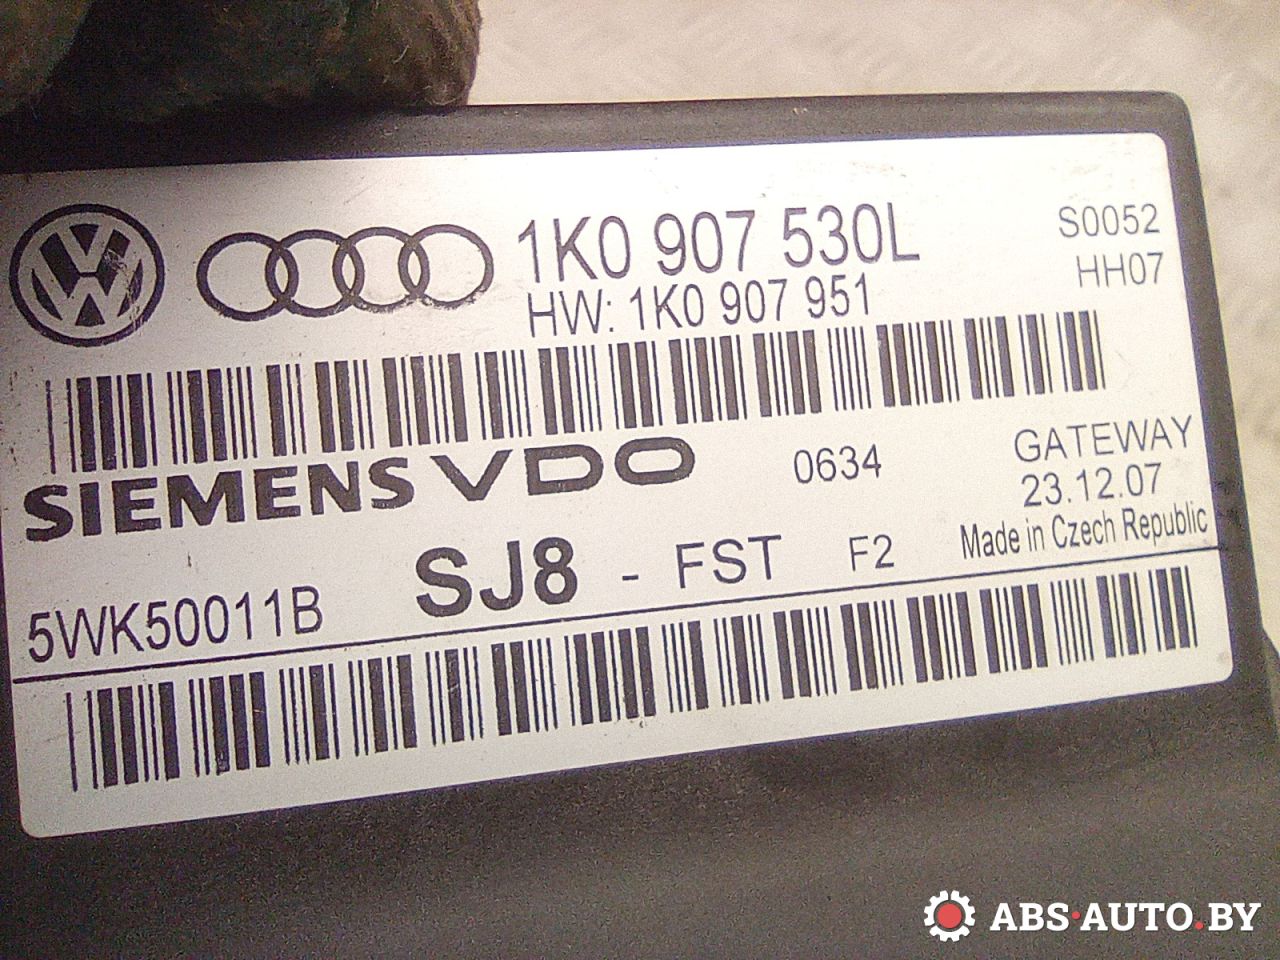 1K0 907 530L
S0052
HW: 1K0 907 951
HH07
SIEMENS VDO
0634
GATEWAY
23.12.07
5WK50011B
SJ8 - FST F2
Made in Czech Republic
ABS·AUTO.BY